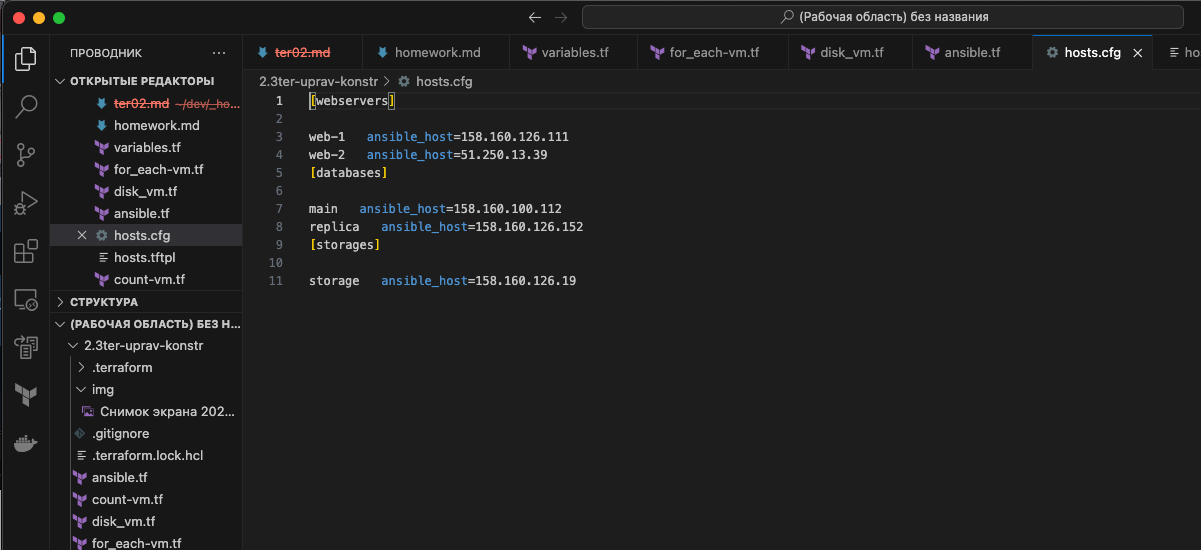 (Рабочая область) без названия
ПРОВОДНИК
ter02.md
homework.md
variables.tf
for_each-vm.tf
disk_vm.tf
ansible.tf
hosts.cfg
ho
ОТКРЫТЫЕ РЕДАКТОРЫ
ter02.md ~/dev/_ho...
homework.md
variables.tf
for_each-vm.tf
disk_vm.tf
ansible.tf
hosts.cfg
hosts.tftpl
count-vm.tf
СТРУКТУРА
(РАБОЧАЯ ОБЛАСТЬ) БЕЗ Н...
2.3ter-uprav-konstr
.terraform
img
Снимок экрана 202...
.gitignore
.terraform.lock.hcl
ansible.tf
count-vm.tf
disk_vm.tf
for_each-vm.tf
2.3ter-uprav-konstr > hosts.cfg
1 [webservers]
2
3 web-1 ansible_host=158.160.126.111
4 web-2 ansible_host=51.250.13.39
5 [databases]
6
7 main ansible_host=158.160.100.112
8 replica ansible_host=158.160.126.152
9 [storages]
10
11 storage ansible_host=158.160.126.19